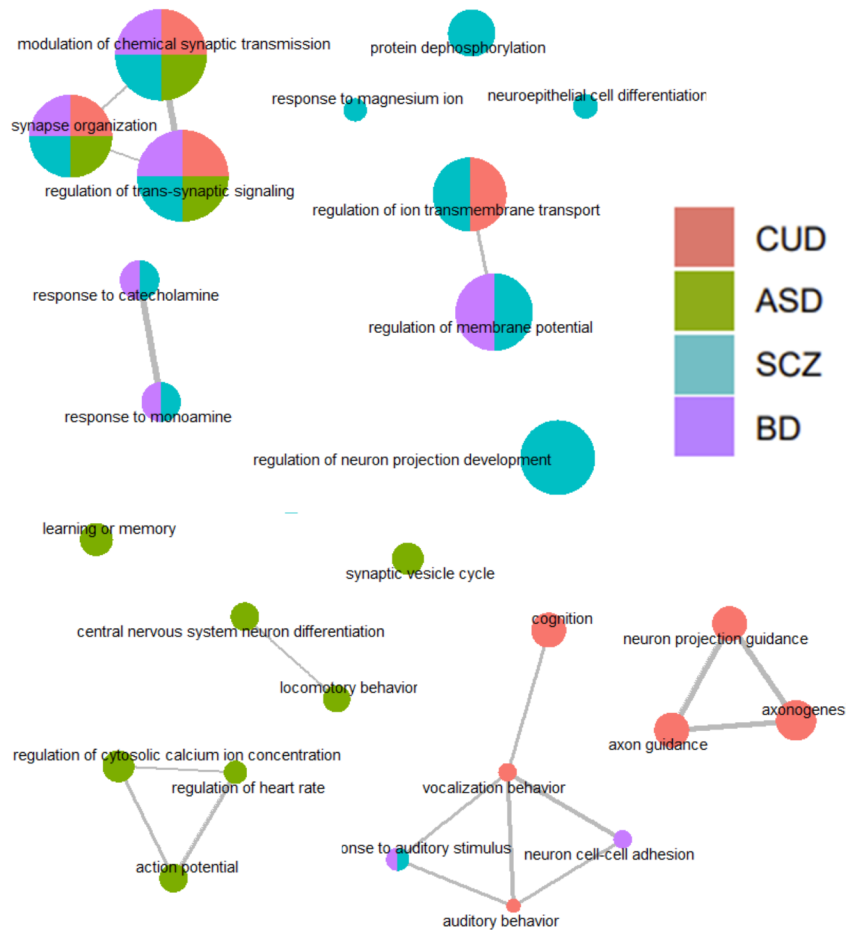 modulation of chemical synaptic transmission
protein dephosphorylation
response to magnesium ion
neuroepithelial cell differentiation
synapse organization
regulation of trans-synaptic signaling
regulation of ion transmembrane transport
CUD
ASD
SCZ
BD
response to catecholamine
regulation of membrane potential
response to monoamine
regulation of neuron projection development
learning or memory
synaptic vesicle cycle
central nervous system neuron differentiation
cognition
neuron projection guidance
locomotory behavior
axonogenes
axon guidance
regulation of cytosolic calcium ion concentration
regulation of heart rate
vocalization behavior
onse to auditory stimulus
neuron cell-cell adhesion
action potential
auditory behavior